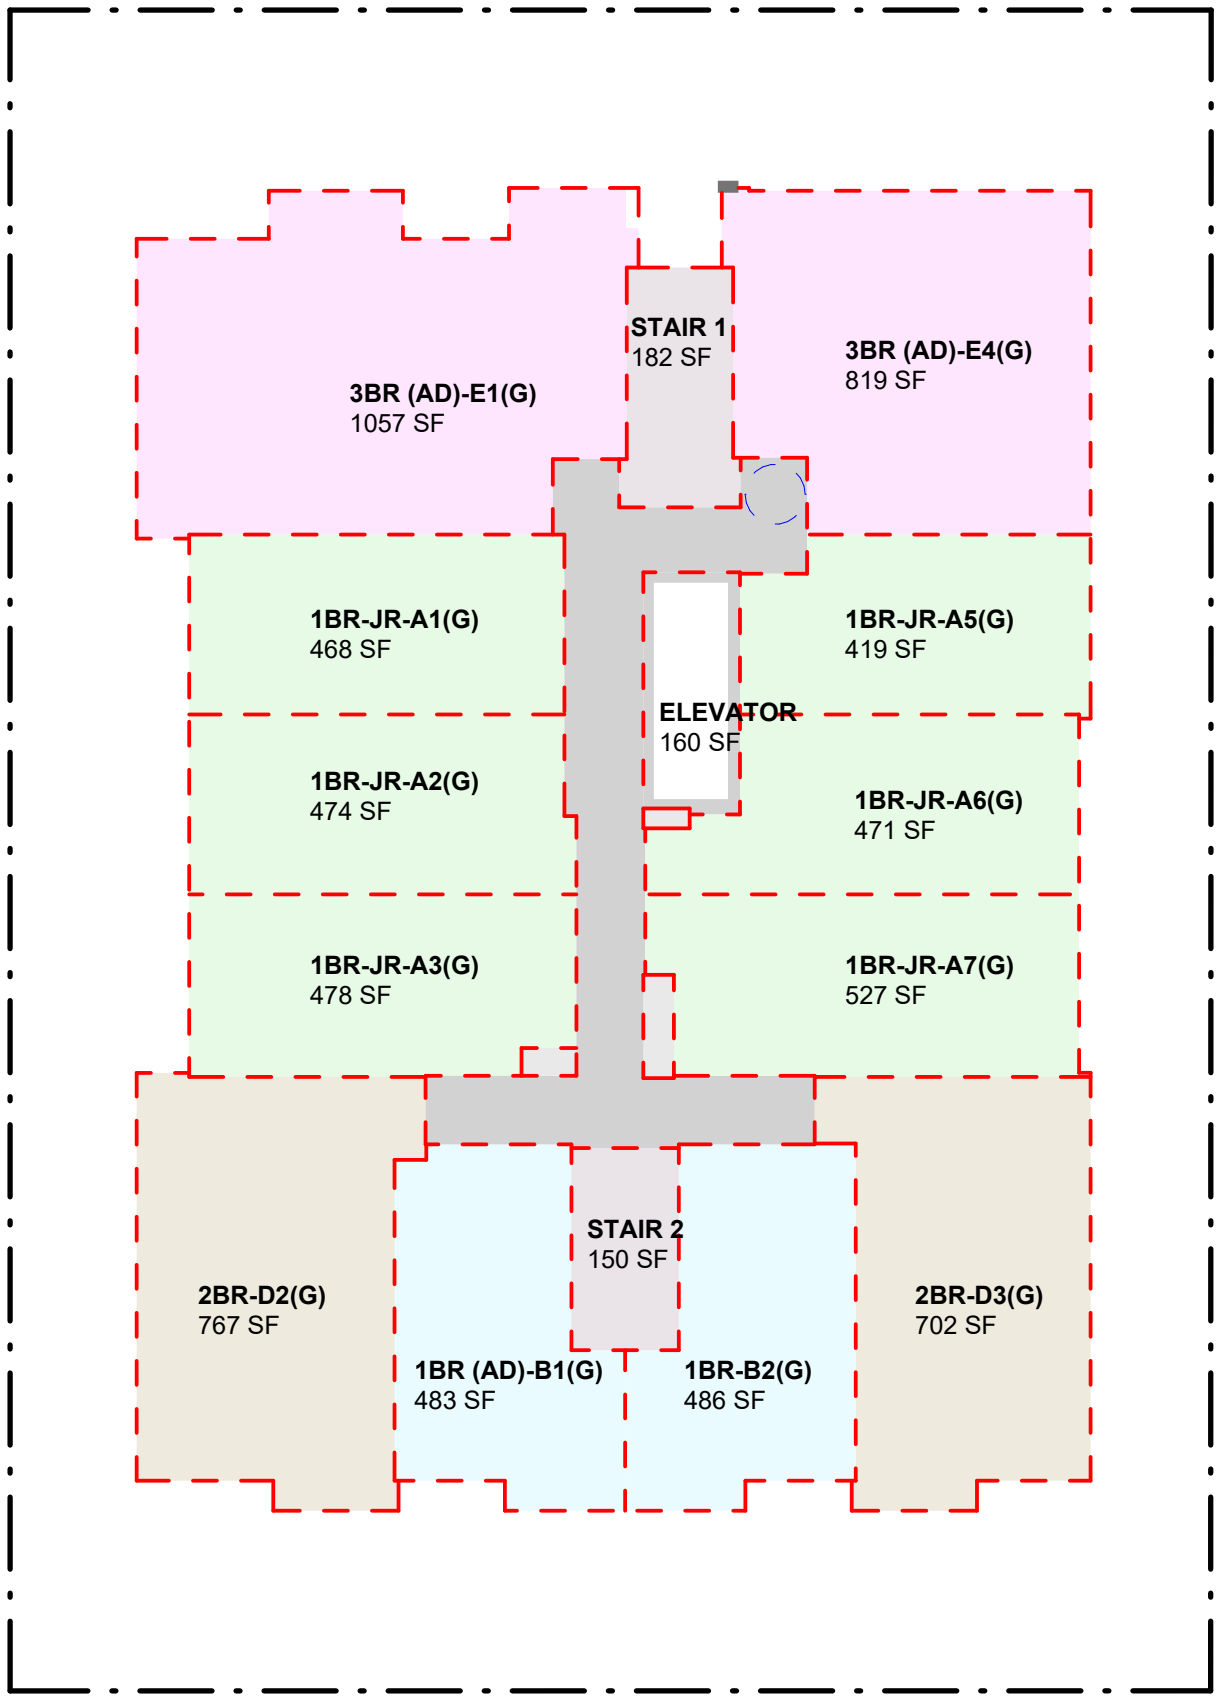 STAIR 1
182 SF
3BR (AD)-E4(G)
819 SF
3BR (AD)-E1(G)
1057 SF
1BR-JR-A1(G)
468 SF
1BR-JR-A5(G)
419 SF
ELEVATOR
160 SF
1BR-JR-A2(G)
474 SF
1BR-JR-A6(G)
471 SF
1BR-JR-A3(G)
478 SF
1BR-JR-A7(G)
527 SF
STAIR 2
150 SF
2BR-D2(G)
767 SF
2BR-D3(G)
702 SF
1BR (AD)-B1(G)
483 SF
1BR-B2(G)
486 SF